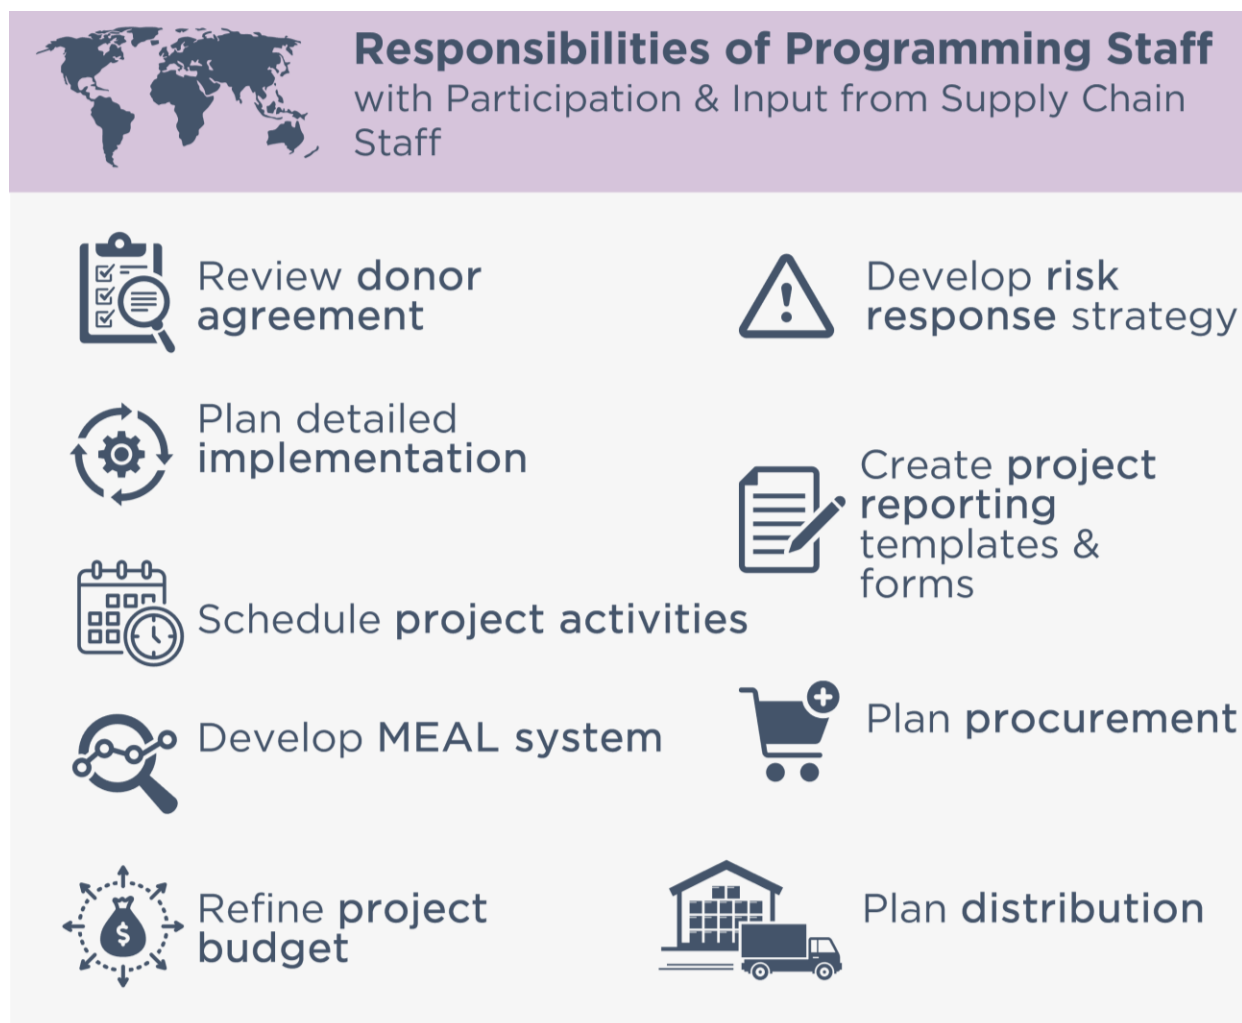 Responsibilities of Programming Staff
with Participation & Input from Supply Chain
Staff
Review donor
agreement
Plan detailed
implementation
Schedule project activities
Develop MEAL system
Refine project
budget
Develop risk
response strategy
Create project
reporting
templates &
forms
Plan procurement
Plan distribution